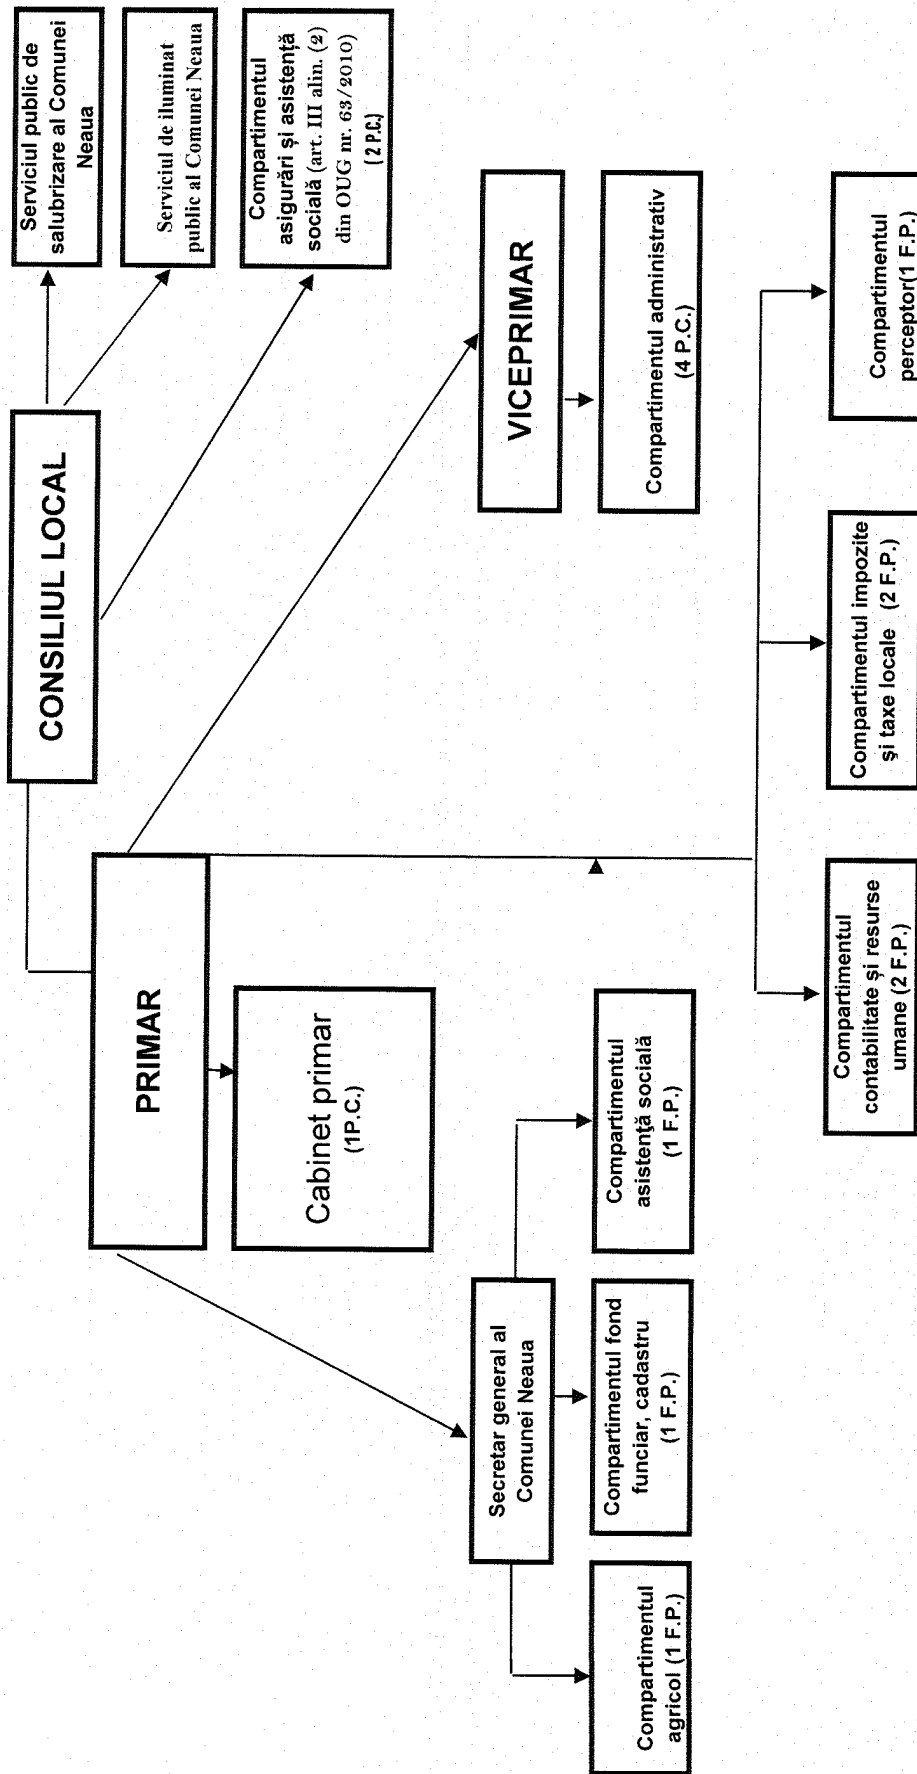 CONSILIUL LOCAL
Serviciul public de
salubrizare al Comunei
Neaua
Serviciul de iluminat
public al Comunei Neaua
Compartimentul
asigurări și asistență
socială (art. III alin. (2)
din OUG nr. 63/2010)
(2 P.C.)
PRIMAR
Cabinet primar
(1P.C.)
Secretar general al
Comunei Neaua
VICEPRIMAR
Compartimentul
agricol (1 F.P.)
Compartimentul fond
funciar, cadastru
(1 F.P.)
Compartimentul
asistență socială
(1 F.P.)
Compartimentul administrativ
(4 P.C.)
Compartimentul
contabilitate și resurse
umane (2 F.P.)
Compartimentul impozite
și taxe locale (2 F.P.)
Compartimentul
perceptor(1 F.P.)